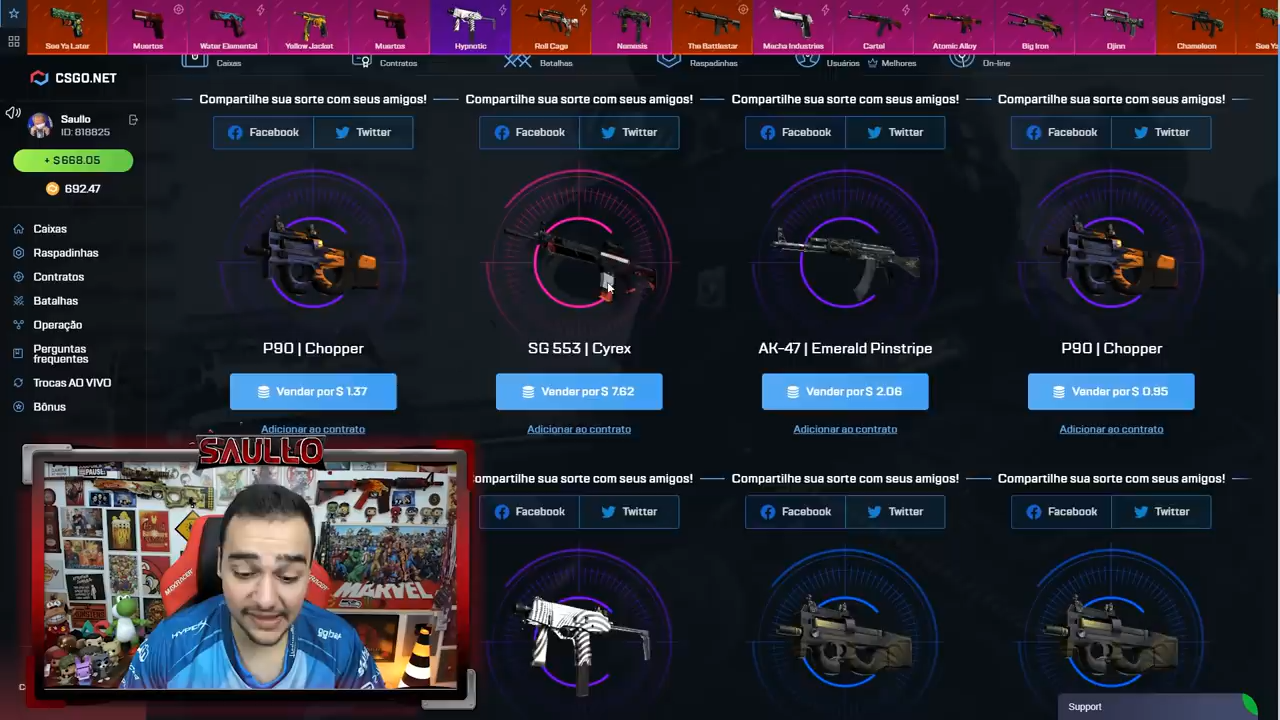 See Ya Later
Muertos
Water Elemental
Yellow Jacket
Muertos
Hypnotic
Roll Cage
Nemesis
The Battlestar
Mecha Industries
Cartel
Atomic Alloy
Big Iron
Djinn
Chameleon
See Ya
Caixas
Contratos
Batalhas
Raspadinhas
Usuários
Melhores
On-line
CSGO.NET
Saullo
ID: 818825
+ $ 668.05
692.47
Caixas
Raspadinhas
Contratos
Batalhas
Operação
Perguntas
frequentes
Trocas AO VIVO
Bônus
Compartilhe sua sorte com seus amigos!
Facebook
Twitter
P90 | Chopper
Vender por $ 1.37
Adicionar ao contrato
Compartilhe sua sorte com seus amigos!
Facebook
Twitter
SG 553 | Cyrex
Vender por $ 7.62
Adicionar ao contrato
Compartilhe sua sorte com seus amigos!
Facebook
Twitter
AK-47 | Emerald Pinstripe
Vender por $ 2.06
Adicionar ao contrato
Compartilhe sua sorte com seus amigos!
Facebook
Twitter
P90 | Chopper
Vender por $ 0.95
Adicionar ao contrato
ompartilhe sua sorte com seus amigos!
Facebook
Twitter
Compartilhe sua sorte com seus amigos!
Facebook
Twitter
Compartilhe sua sorte com seus amigos!
Facebook
Twitter
SAULLO
MARVEL
HYPERX
Support